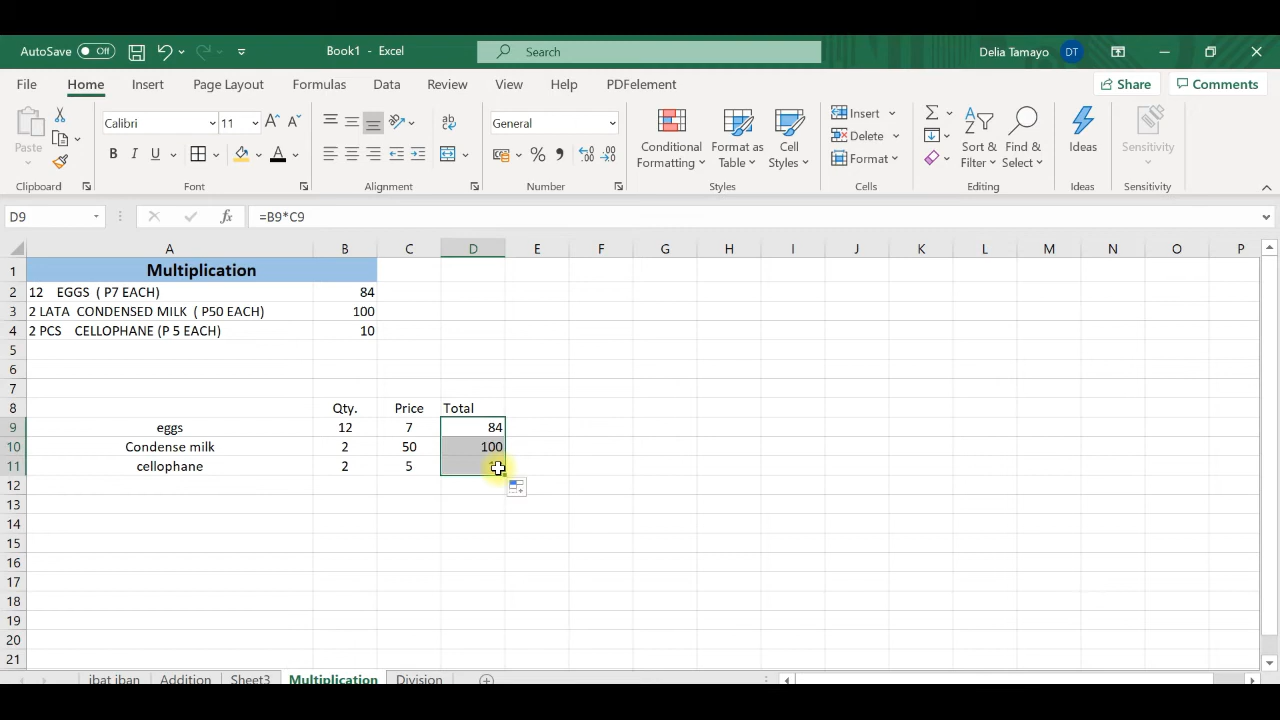 AutoSave Off Book1 - Excel Search Delia Tamayo DT
File Home Insert Page Layout Formulas Data Review View Help PDFelement Share Comments
Paste Calibri 11 ab General Conditional Formatting Format as Table Cell Styles Insert Delete Format Sort & Filter Find & Select Ideas Sensitivity
Clipboard Font Alignment Number Styles Cells Editing Ideas Sensitivity
D9 fx =B9*C9
A B C D E F G H I J K L M N O P
1 Multiplication
2 12 EGGS ( P7 EACH) 84
3 2 LATA CONDENSED MILK ( P50 EACH) 100
4 2 PCS CELLOPHANE (P 5 EACH) 10
5
6
7
8 Qty. Price Total
9 eggs 12 7 84
10 Condense milk 2 50 100
11 cellophane 2 5
12
13
14
15
16
17
18
19
20
21
ibat iban Addition Sheet3 Multiplication Division